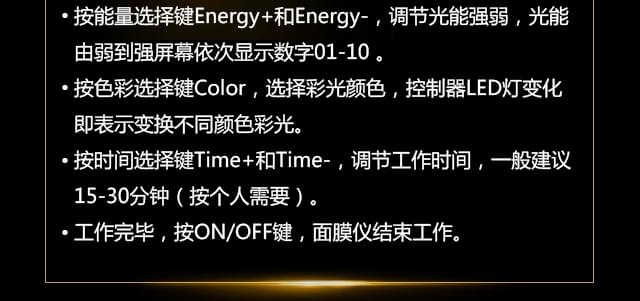 • 按能量选择键Energy+和Energy-，调节光能强弱，光能
由弱到强屏幕依次显示数字01-10 。
• 按色彩选择键Color，选择彩光颜色，控制器LED灯变化
即表示变换不同颜色彩光。
• 按时间选择键Time+和Time-，调节工作时间，一般建议
15-30分钟（按个人需要）。
• 工作完毕，按ON/OFF键，面膜仪结束工作。